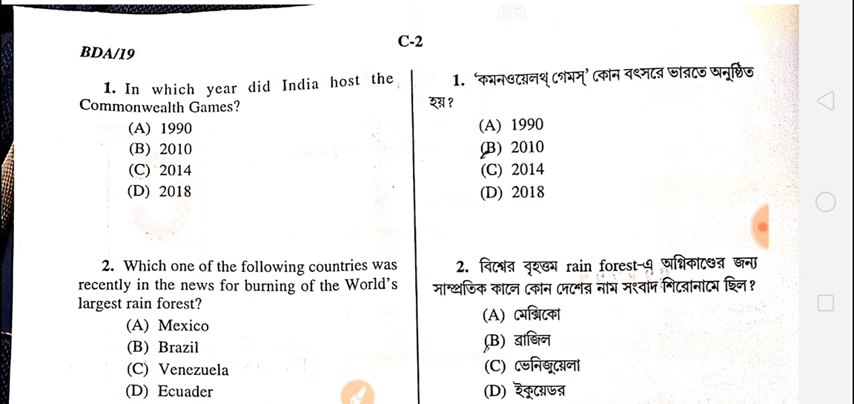 C-2
BDA/19
1. In which year did India host the
Commonwealth Games?
(A) 1990
(B) 2010
(C) 2014
(D) 2018
2. Which one of the following countries was
recently in the news for burning of the World's
largest rain forest?
(A) Mexico
(B) Brazil
(C) Venezuela
(D) Ecuader
1. ‘কমনওয়েলথ্ গেমস্’ কোন বৎসরে ভারতে অনুষ্ঠিত
হয়?
(A) 1990
(B) 2010
(C) 2014
(D) 2018
2. বিশ্বের বৃহত্তম rain forest-এ অগ্নিকাণ্ডের জন্য
সাম্প্রতিক কালে কোন দেশের নাম সংবাদ শিরোনামে ছিল?
(A) মেক্সিকো
(B) ব্রাজিল
(C) ভেনিজুয়েলা
(D) ইকুয়েডর